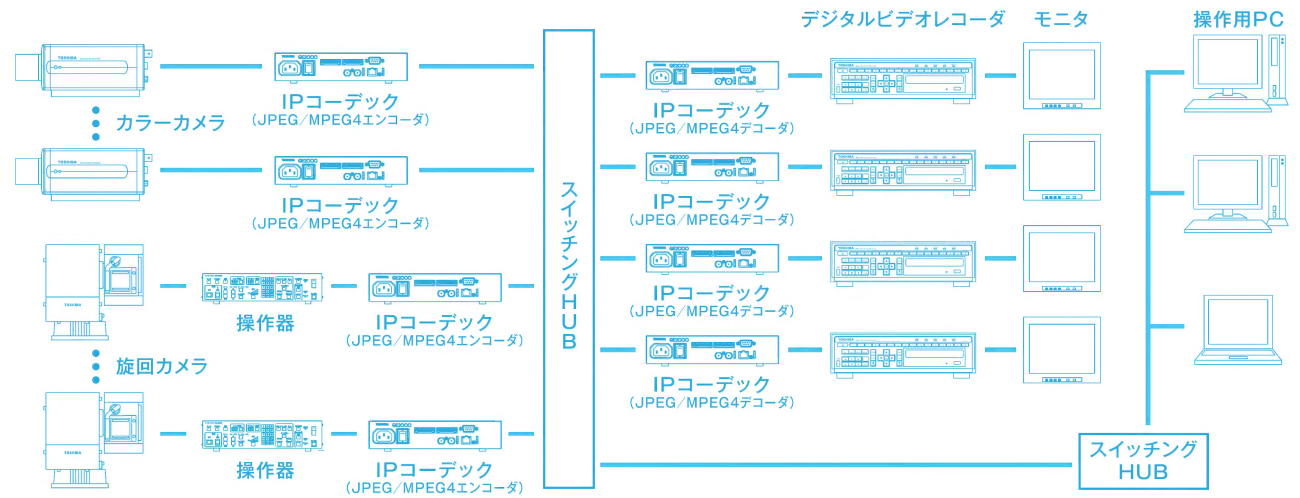 デジタルビデオレコーダ
モニタ
操作用PC
TOSHIBA
カラーカメラ
TOSHIBA
IPコーデック
(JPEG/MPEG4エンコーダ)
IPコーデック
(JPEG/MPEG4エンコーダ)
TOSHIBA
旋回カメラ
TOSHIBA
操作器
操作器
IPコーデック
(JPEG/MPEG4エンコーダ)
IPコーデック
(JPEG/MPEG4エンコーダ)
スイッチングHUB
IPコーデック
(JPEG/MPEG4デコーダ)
IPコーデック
(JPEG/MPEG4デコーダ)
IPコーデック
(JPEG/MPEG4デコーダ)
IPコーデック
(JPEG/MPEG4デコーダ)
TOSHIBA
TOSHIBA
TOSHIBA
TOSHIBA
スイッチング
HUB